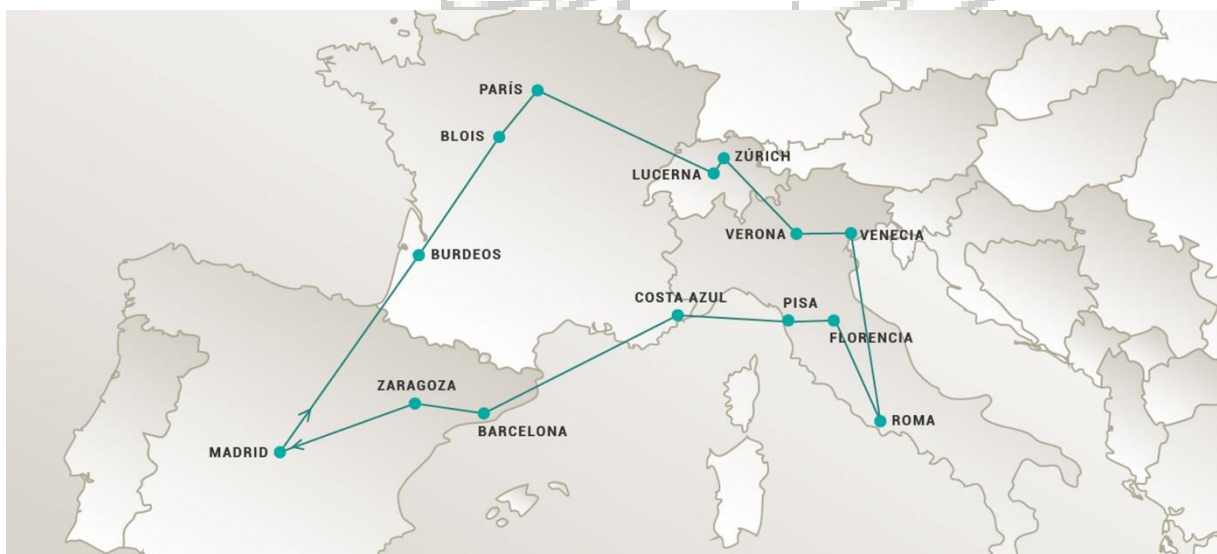 PARÍS
BLOIS
ZÚRICH
LUCERNA
VERONA
VENECIA
BURDEOS
COSTA AZUL
PISA
FLORENCIA
ZARAGOZA
BARCELONA
ROMA
MADRID